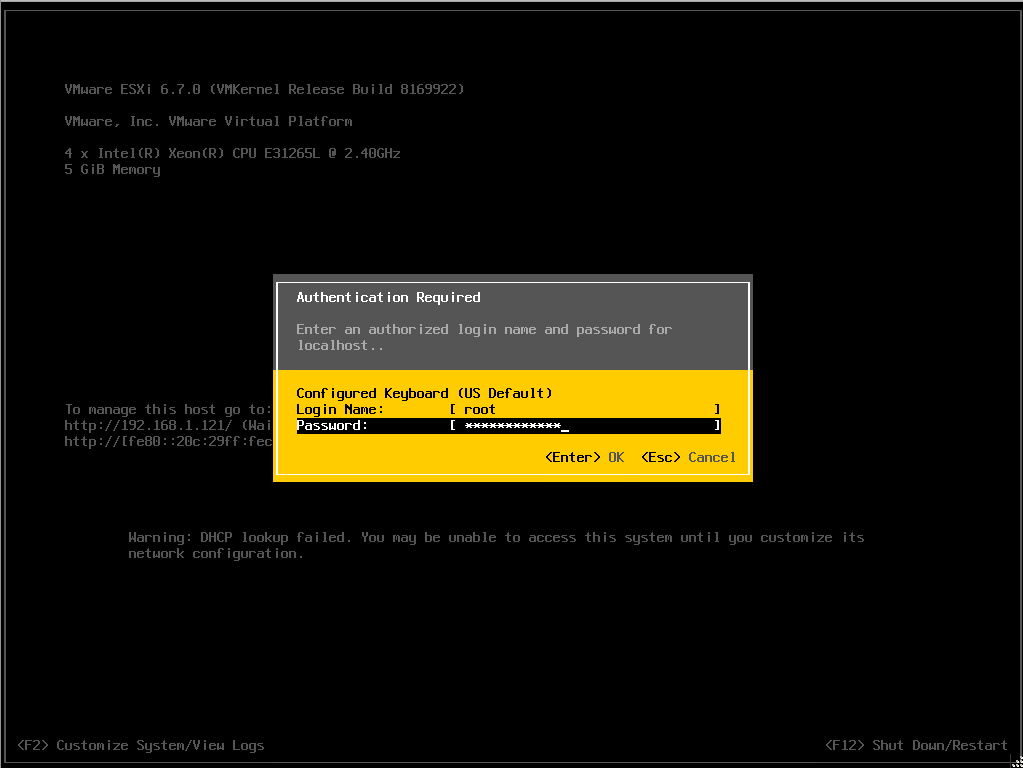 VMware ESXi 6.7.0 (VMKernel Release Build 8169922)
VMware, Inc. VMware Virtual Platform
4 x Intel(R) Xeon(R) CPU E31265L @ 2.40GHz
5 GiB Memory
Authentication Required
Enter an authorized login name and password for
localhost..
Configured Keyboard (US Default)
Login Name: [ root ]
Password: [ ************_ ]
<Enter> OK <Esc> Cancel
To manage this host go to:
http://192.168.1.121/ (Wai
http://[fe80::20c:29ff:fec
Warning: DHCP lookup failed. You may be unable to access this system until you customize its
network configuration.
<F2> Customize System/View Logs
<F12> Shut Down/Restart